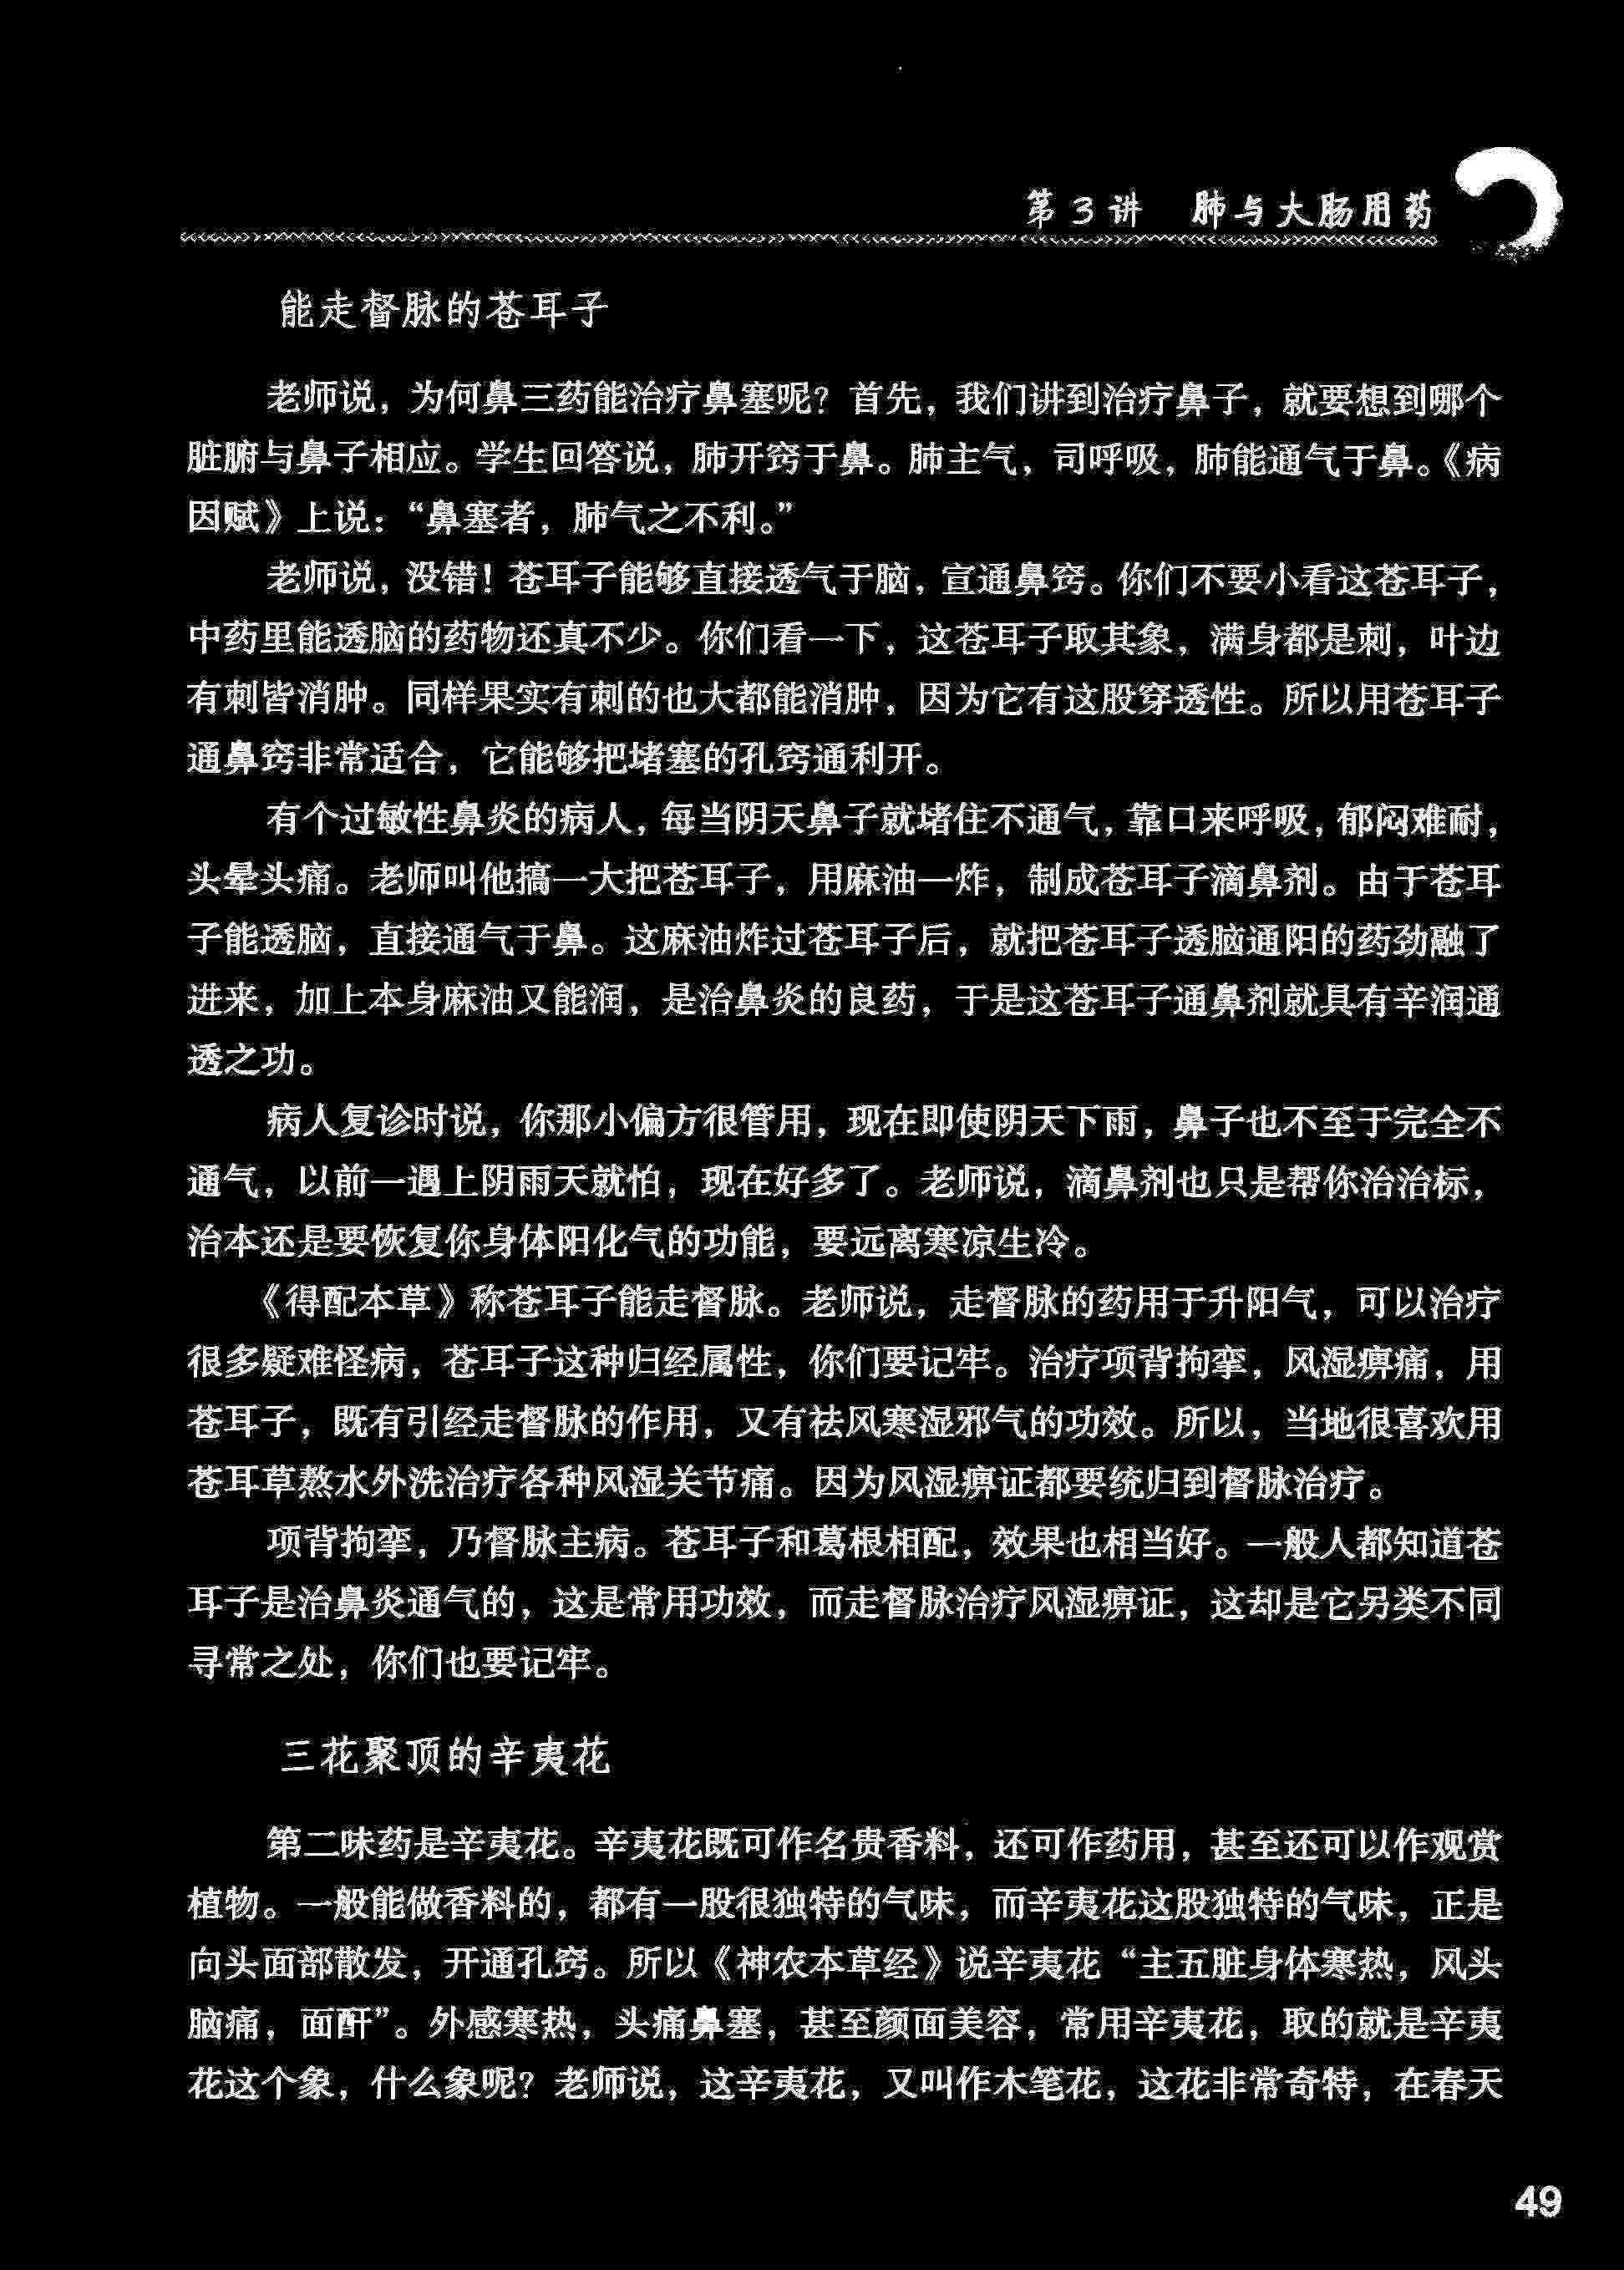 第3讲 肺与大肠用药
能走督脉的苍耳子
老师说，为何鼻三药能治疗鼻塞呢？首先，我们讲到治疗鼻子，就要想到哪个
脏腑与鼻子相应。学生回答说，肺开窍于鼻。肺主气，司呼吸，肺能通气于鼻。《病
因赋》上说：“鼻塞者，肺气之不利。”
老师说，没错！苍耳子能够直接透气于脑，宣通鼻窍。你们不要小看这苍耳子，
中药里能透脑的药物还真不少。你们看一下，这苍耳子取其象，满身都是刺，叶边
有刺皆消肿。同样果实有刺的也大都能消肿，因为它有这股穿透性。所以用苍耳子
通鼻窍非常适合，它能够把堵塞的孔窍通利开。
有个过敏性鼻炎的病人，每当阴天鼻子就堵住不通气，靠口来呼吸，郁闷难耐，
头晕头痛。老师叫他搞一大把苍耳子，用麻油一炸，制成苍耳子滴鼻剂。由于苍耳
子能透脑，直接通气于鼻。这麻油炸过苍耳子后，就把苍耳子透脑通阳的药劲融了
进来，加上本身麻油又能润，是治鼻炎的良药，于是这苍耳子通鼻剂就具有辛润通
透之功。
病人复诊时说，你那小偏方很管用，现在即使阴天下雨，鼻子也不至于完全不
通气，以前一遇上阴雨天就怕，现在好多了。老师说，滴鼻剂也只是帮你治治标，
治本还是要恢复你身体阳化气的功能，要远离寒凉生冷。
《得配本草》称苍耳子能走督脉。老师说，走督脉的药用于升阳气，可以治疗
很多疑难怪病，苍耳子这种归经属性，你们要记牢。治疗项背拘挛，风湿痹痛，用
苍耳子，既有引经走督脉的作用，又有祛风寒湿邪气的功效。所以，当地很喜欢用
苍耳草熬水外洗治疗各种风湿关节痛。因为风湿痹证都要统归到督脉治疗。
项背拘挛，乃督脉主病。苍耳子和葛根相配，效果也相当好。一般人都知道苍
耳子是治鼻炎通气的，这是常用功效，而走督脉治疗风湿痹证，这却是它另类不同
寻常之处，你们也要记牢。
三花聚顶的辛夷花
第二味药是辛夷花。辛夷花既可作名贵香料，还可作药用，甚至还可以作观赏
植物。一般能做香料的，都有一股很独特的气味，而辛夷花这股独特的气味，正是
向头面部散发，开通孔窍。所以《神农本草经》说辛夷花“主五脏身体寒热，风头
脑痛，面酐”。外感寒热，头痛鼻塞，甚至颜面美容，常用辛夷花，取的就是辛夷
花这个象，什么象呢？老师说，这辛夷花，又叫作木笔花，这花非常奇特，在春天
49